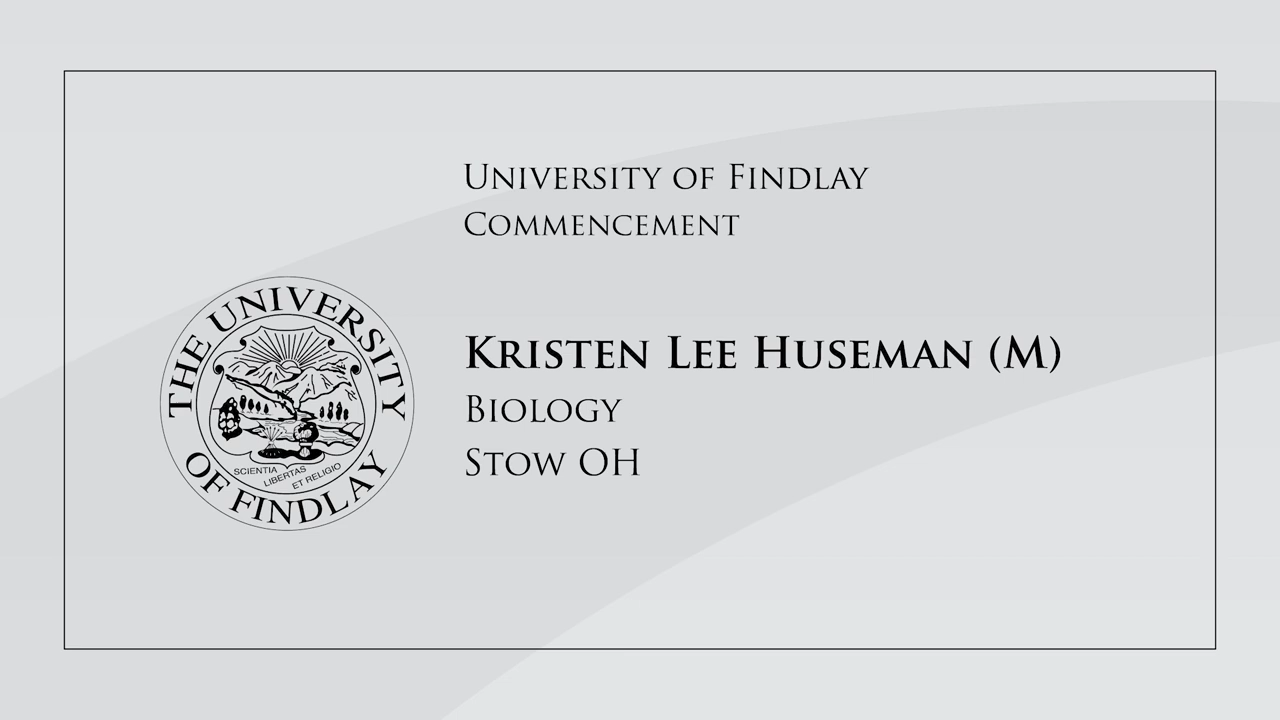 University of Findlay
Commencement
THE UNIVERSITY OF FINDLAY
SCIENTIA
LIBERTAS
ET RELIGIO
Kristen Lee Huseman (M)
Biology
Stow OH